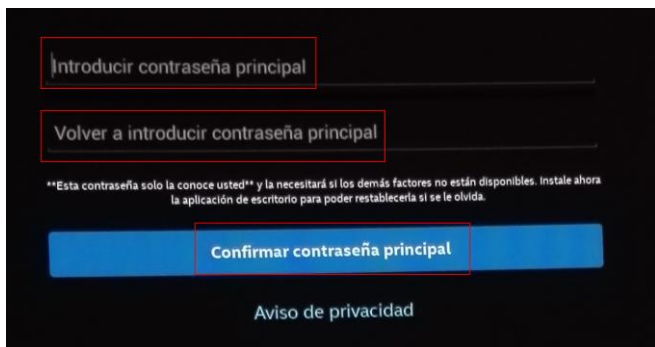 Introducir contraseña principal
Volver a introducir contraseña principal
**Esta contraseña solo la conoce usted** y la necesitará si los demás factores no están disponibles. Instale ahora
la aplicación de escritorio para poder restablecerla si se le olvida.
Confirmar contraseña principal
Aviso de privacidad